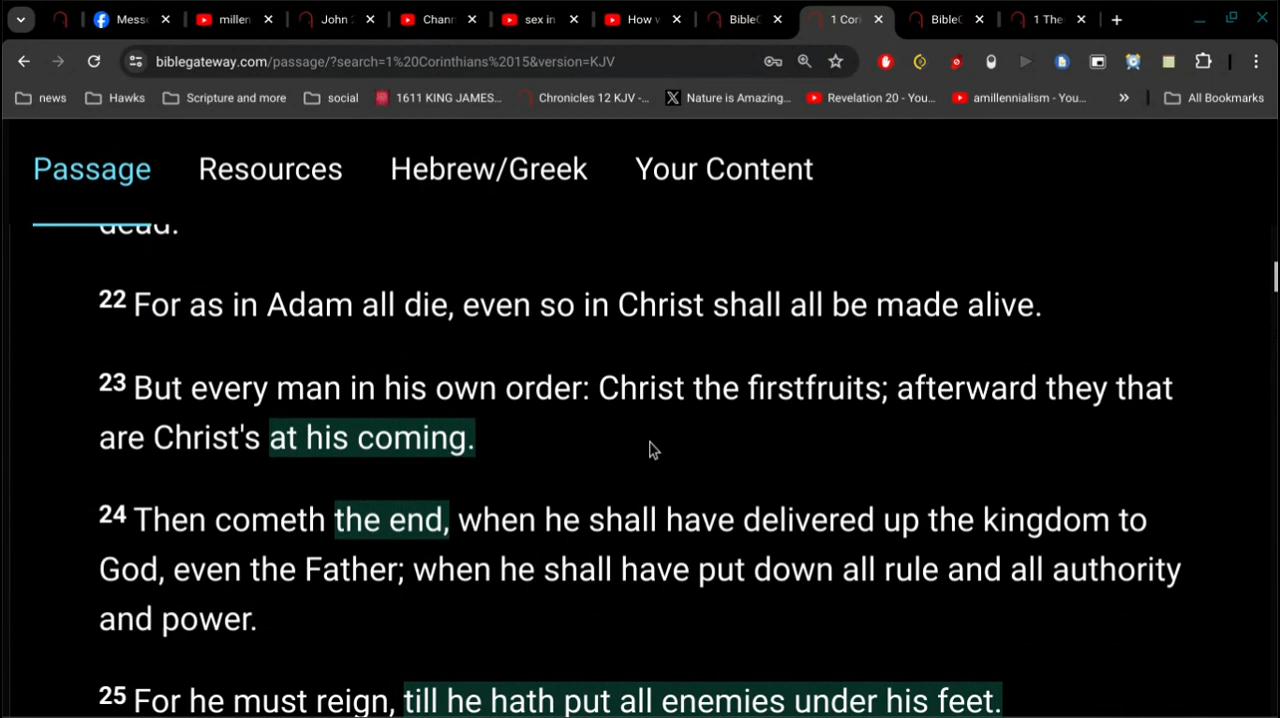 Mess
millen
John
Chann
sex in
How v
Bible
1 Cori
Bible
1 The
biblegateway.com/passage/?search=1%20Corinthians%2015&version=KJV
news
Hawks
Scripture and more
social
1611 KING JAMES...
Chronicles 12 KJV -...
Nature is Amazing...
Revelation 20 - You...
amillennialism - You...
»
All Bookmarks
Passage
Resources
Hebrew/Greek
Your Content
dead.
22 For as in Adam all die, even so in Christ shall all be made alive.
23 But every man in his own order: Christ the firstfruits; afterward they that
are Christ's at his coming.
24 Then cometh the end, when he shall have delivered up the kingdom to
God, even the Father; when he shall have put down all rule and all authority
and power.
25 For he must reign, till he hath put all enemies under his feet.